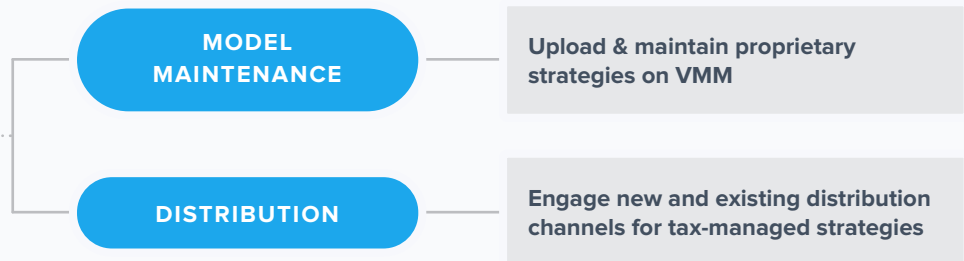 MODEL
MAINTENANCE
Upload & maintain proprietary
strategies on VMM
DISTRIBUTION
Engage new and existing distribution
channels for tax-managed strategies